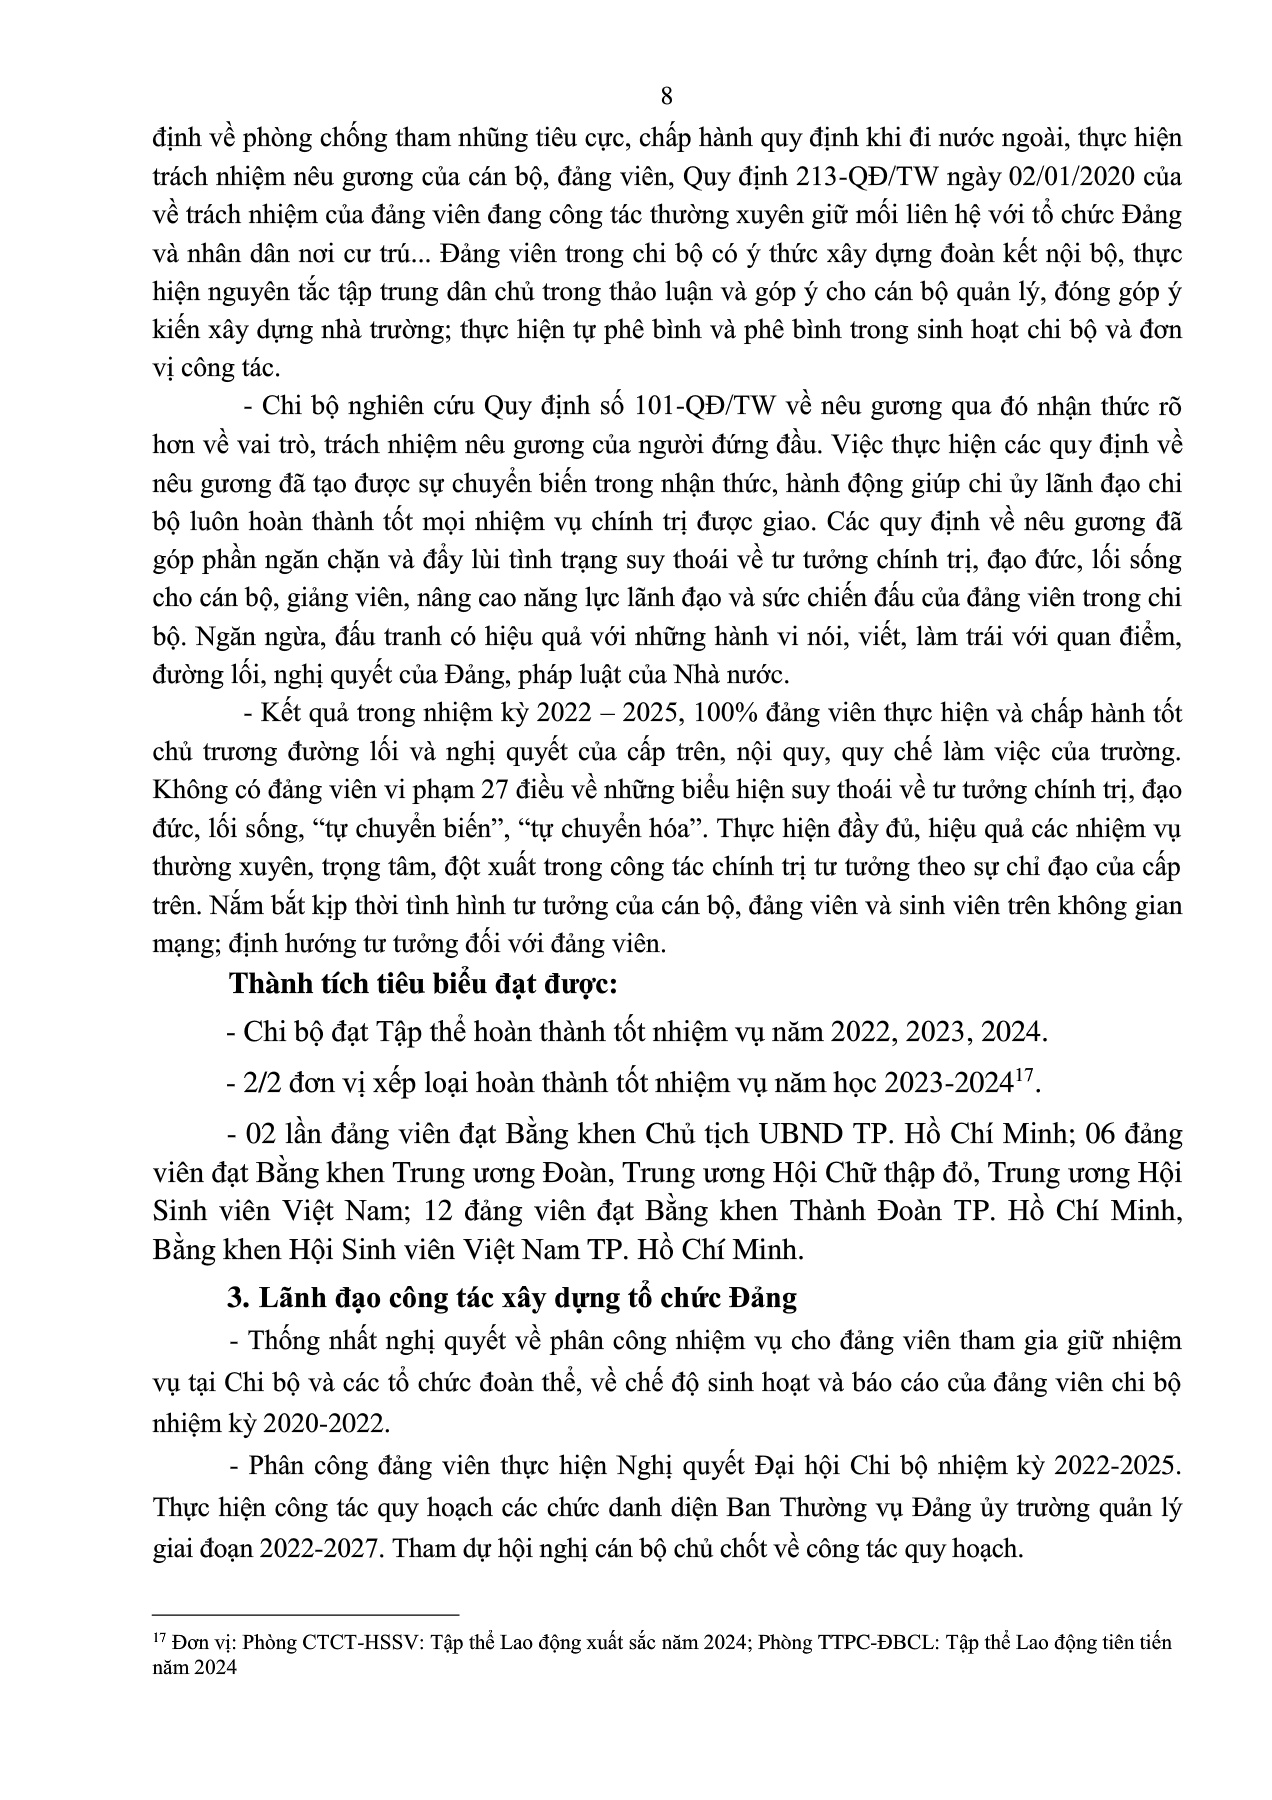 8
định về phòng chống tham nhũng tiêu cực, chấp hành quy định khi đi nước ngoài, thực hiện
trách nhiệm nêu gương của cán bộ, đảng viên, Quy định 213-QĐ/TW ngày 02/01/2020 của
về trách nhiệm của đảng viên đang công tác thường xuyên giữ mối liên hệ với tổ chức Đảng
và nhân dân nơi cư trú... Đảng viên trong chi bộ có ý thức xây dựng đoàn kết nội bộ, thực
hiện nguyên tắc tập trung dân chủ trong thảo luận và góp ý cho cán bộ quản lý, đóng góp ý
kiến xây dựng nhà trường; thực hiện tự phê bình và phê bình trong sinh hoạt chi bộ và đơn
vị công tác.
- Chi bộ nghiên cứu Quy định số 101-QĐ/TW về nêu gương qua đó nhận thức rõ
hơn về vai trò, trách nhiệm nêu gương của người đứng đầu. Việc thực hiện các quy định về
nêu gương đã tạo được sự chuyển biến trong nhận thức, hành động giúp chi ủy lãnh đạo chi
bộ luôn hoàn thành tốt mọi nhiệm vụ chính trị được giao. Các quy định về nêu gương đã
góp phần ngăn chặn và đẩy lùi tình trạng suy thoái về tư tưởng chính trị, đạo đức, lối sống
cho cán bộ, giảng viên, nâng cao năng lực lãnh đạo và sức chiến đấu của đảng viên trong chi
bộ. Ngăn ngừa, đấu tranh có hiệu quả với những hành vi nói, viết, làm trái với quan điểm,
đường lối, nghị quyết của Đảng, pháp luật của Nhà nước.
- Kết quả trong nhiệm kỳ 2022 – 2025, 100% đảng viên thực hiện và chấp hành tốt
chủ trương đường lối và nghị quyết của cấp trên, nội quy, quy chế làm việc của trường.
Không có đảng viên vi phạm 27 điều về những biểu hiện suy thoái về tư tưởng chính trị, đạo
đức, lối sống, “tự chuyển biến”, “tự chuyển hóa”. Thực hiện đầy đủ, hiệu quả các nhiệm vụ
thường xuyên, trọng tâm, đột xuất trong công tác chính trị tư tưởng theo sự chỉ đạo của cấp
trên. Nắm bắt kịp thời tình hình tư tưởng của cán bộ, đảng viên và sinh viên trên không gian
mạng; định hướng tư tưởng đối với đảng viên.
Thành tích tiêu biểu đạt được:
- Chi bộ đạt Tập thể hoàn thành tốt nhiệm vụ năm 2022, 2023, 2024.
- 2/2 đơn vị xếp loại hoàn thành tốt nhiệm vụ năm học 2023-2024¹⁷.
- 02 lần đảng viên đạt Bằng khen Chủ tịch UBND TP. Hồ Chí Minh; 06 đảng
viên đạt Bằng khen Trung ương Đoàn, Trung ương Hội Chữ thập đỏ, Trung ương Hội
Sinh viên Việt Nam; 12 đảng viên đạt Bằng khen Thành Đoàn TP. Hồ Chí Minh,
Bằng khen Hội Sinh viên Việt Nam TP. Hồ Chí Minh.
3. Lãnh đạo công tác xây dựng tổ chức Đảng
- Thống nhất nghị quyết về phân công nhiệm vụ cho đảng viên tham gia giữ nhiệm
vụ tại Chi bộ và các tổ chức đoàn thể, về chế độ sinh hoạt và báo cáo của đảng viên chi bộ
nhiệm kỳ 2020-2022.
- Phân công đảng viên thực hiện Nghị quyết Đại hội Chi bộ nhiệm kỳ 2022-2025.
Thực hiện công tác quy hoạch các chức danh diện Ban Thường vụ Đảng ủy trường quản lý
giai đoạn 2022-2027. Tham dự hội nghị cán bộ chủ chốt về công tác quy hoạch.
¹⁷ Đơn vị: Phòng CTCT-HSSV: Tập thể Lao động xuất sắc năm 2024; Phòng TTPC-ĐBCL: Tập thể Lao động tiên tiến
năm 2024